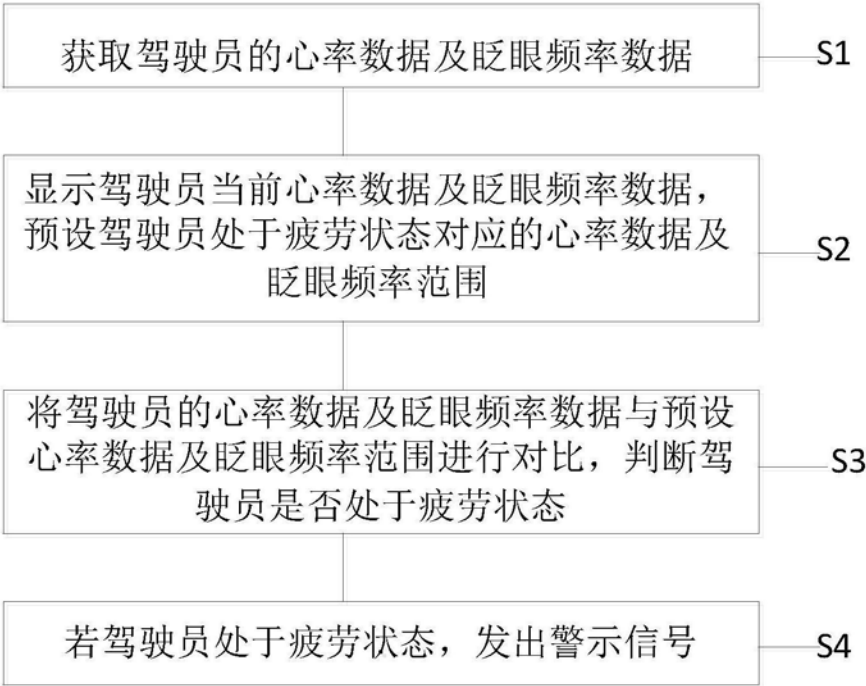 获取驾驶员的心率数据及眨眼频率数据
S1
显示驾驶员当前心率数据及眨眼频率数据，
预设驾驶员处于疲劳状态对应的心率数据及
眨眼频率范围
S2
将驾驶员的心率数据及眨眼频率数据与预设
心率数据及眨眼频率范围进行对比，判断驾
驶员是否处于疲劳状态
S3
若驾驶员处于疲劳状态，发出警示信号
S4